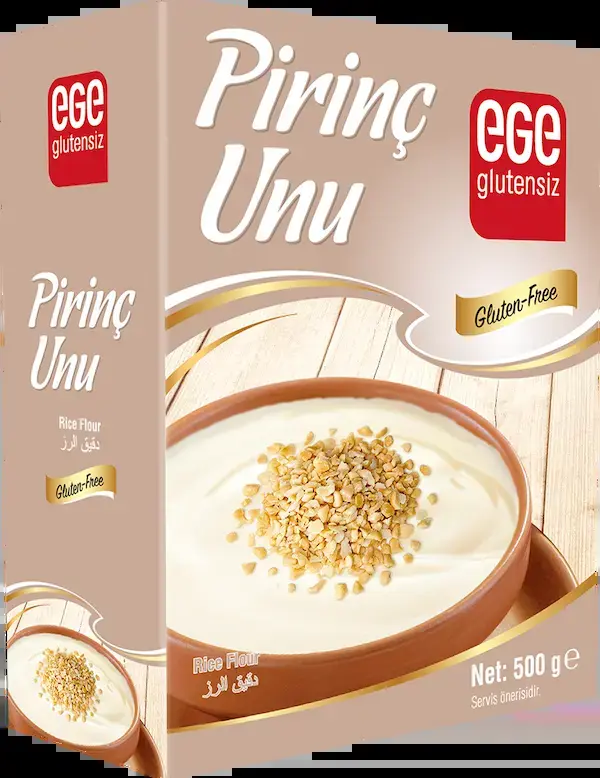 ege
glutensiz
Pirinç
Unu
Rice Flour
دقيق الرز
Gluten-Free
Pirinç
Unu
ege
glutensiz
Gluten-Free
Rice Flour
دقيق الرز
Net: 500 g e
Servis önerisidir.